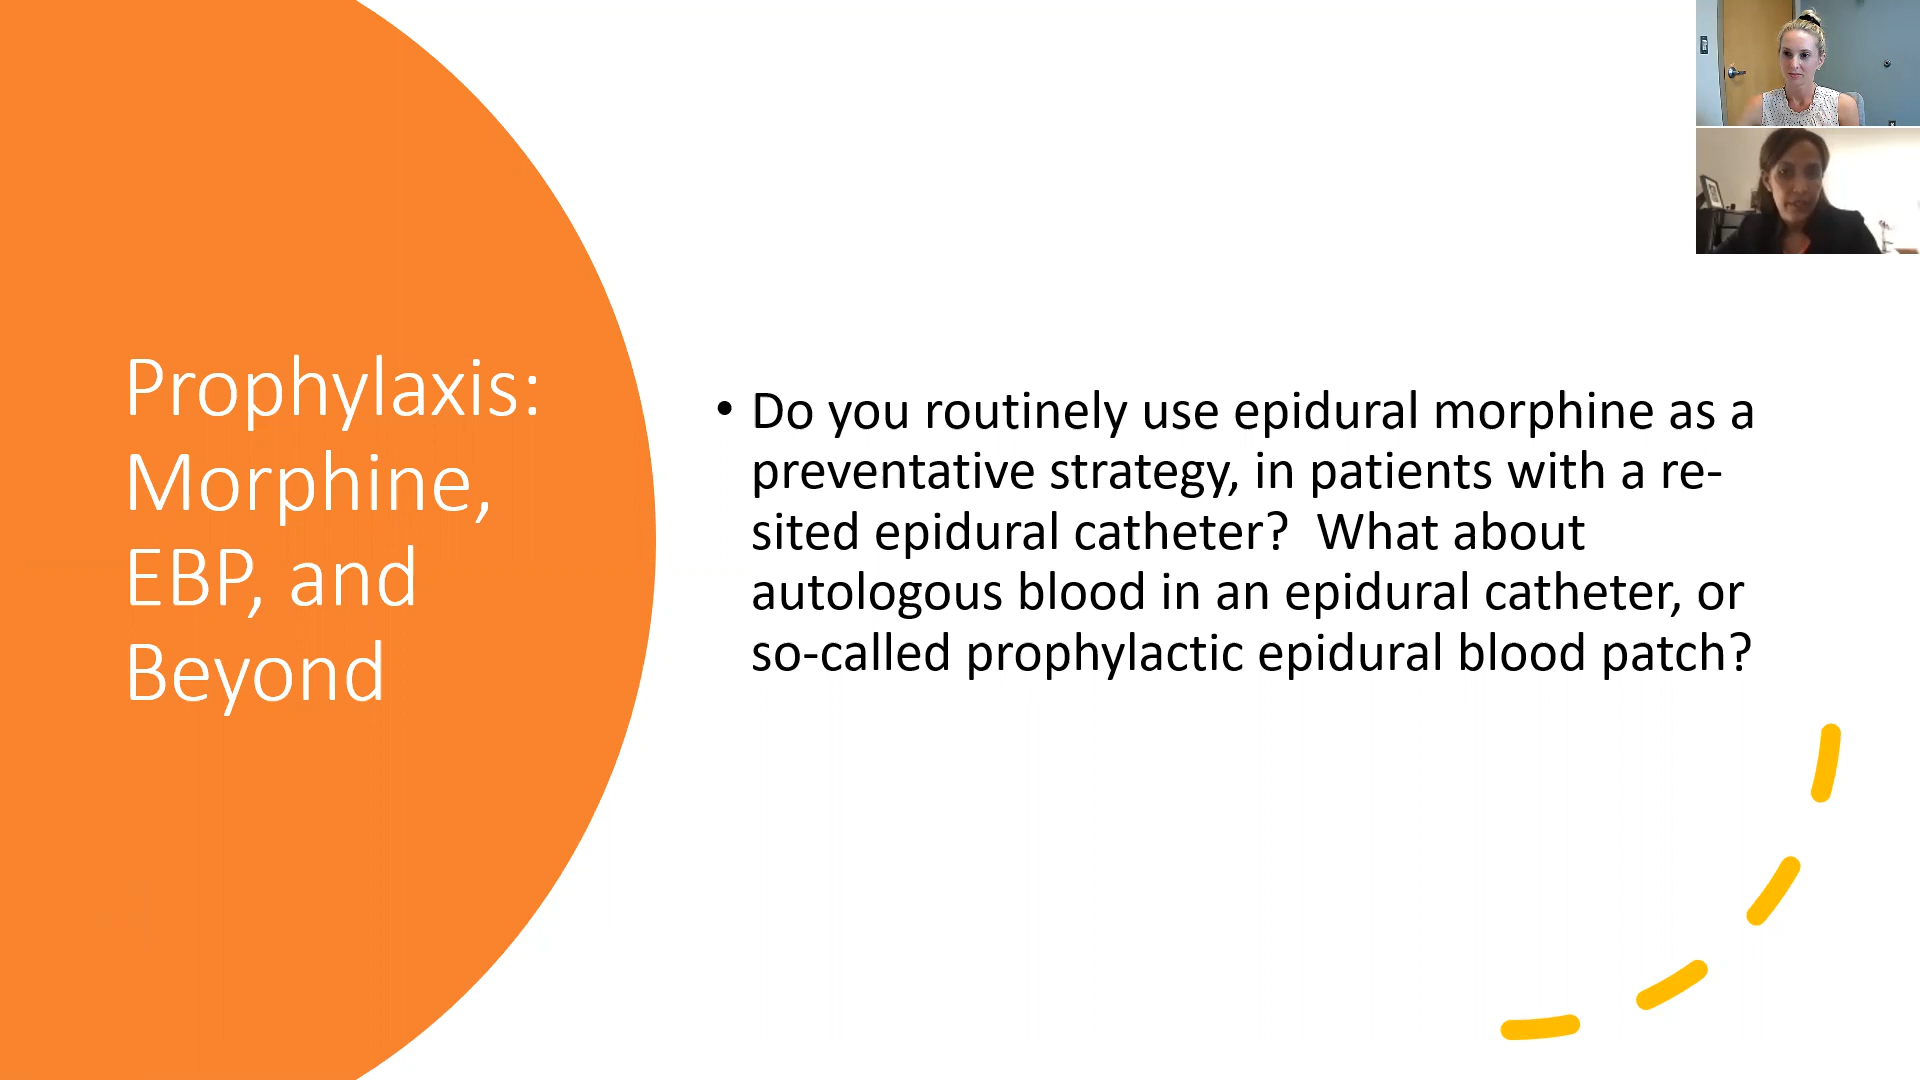 Prophylaxis:
Morphine,
EBP, and
Beyond
• Do you routinely use epidural morphine as a
preventative strategy, in patients with a re-
sited epidural catheter?  What about
autologous blood in an epidural catheter, or
so-called prophylactic epidural blood patch?